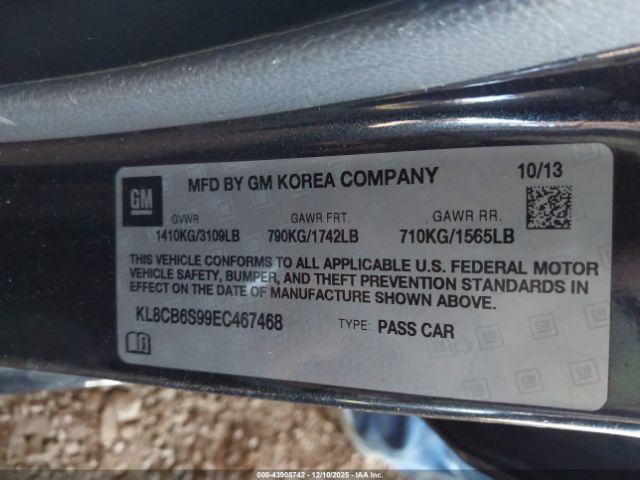 GM MFD BY GM KOREA COMPANY 10/13
GVWR GAWR FRT. GAWR RR.
1410KG/3109LB 790KG/1742LB 710KG/1565LB
THIS VEHICLE CONFORMS TO ALL APPLICABLE U.S. FEDERAL MOTOR
VEHICLE SAFETY, BUMPER, AND THEFT PREVENTION STANDARDS IN
EFFECT ON THE DATE OF MANUFACTURE SHOWN ABOVE.
KL8CB6S99EC467468 TYPE: PASS CAR
000-43908742 - 12/10/2025 - IAAI.COM